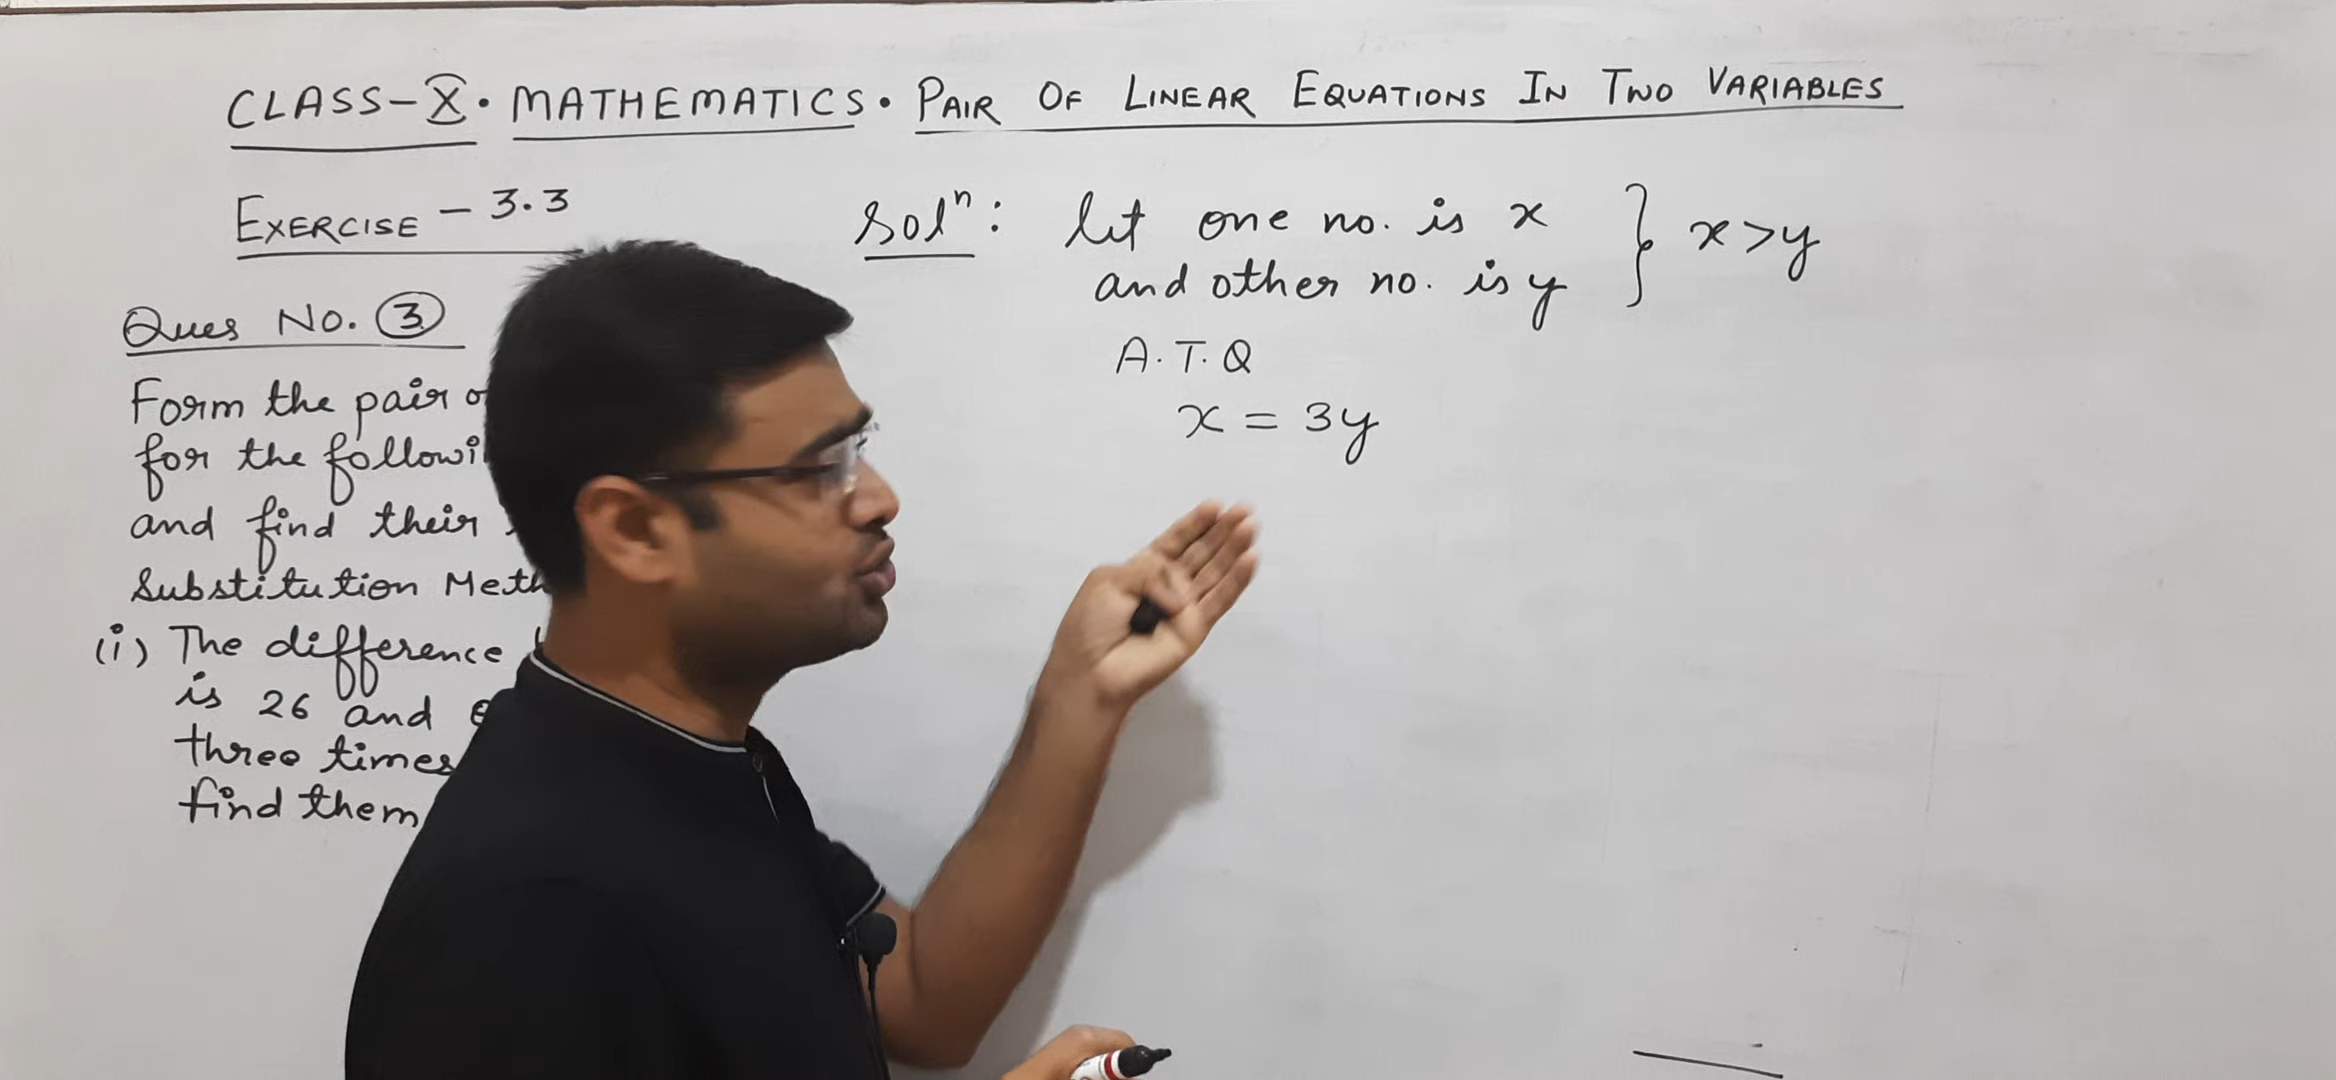 CLASS-X. MATHEMATICS. PAIR OF LINEAR EQUATIONS IN TWO VARIABLES
EXERCISE - 3.3
Ques No. 3
Form the pair
for the
and find their
Substitution
(i) The difference
is 26 and
three times
find them
Solⁿ: let one no. is x
and other no. is y
} x>y
A.T.Q
x = 3y